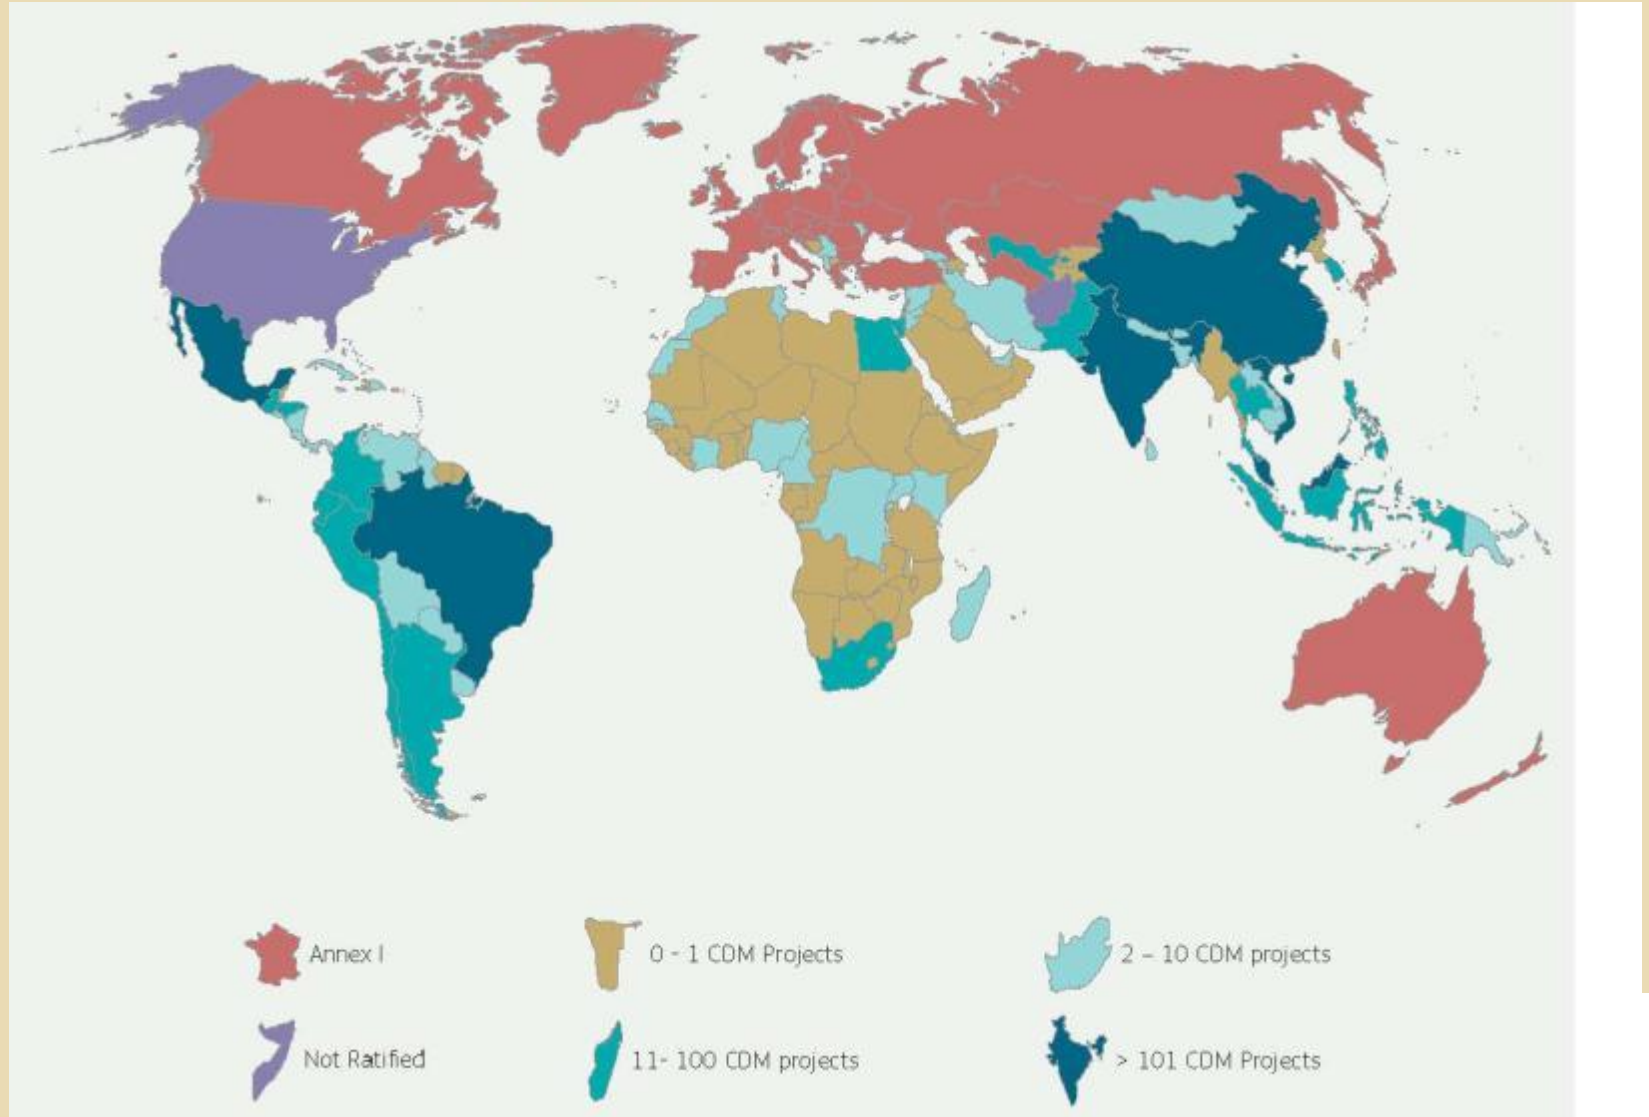 Annex I
0 - 1 CDM Projects
2 – 10 CDM projects
Not Ratified
11- 100 CDM projects
> 101 CDM Projects